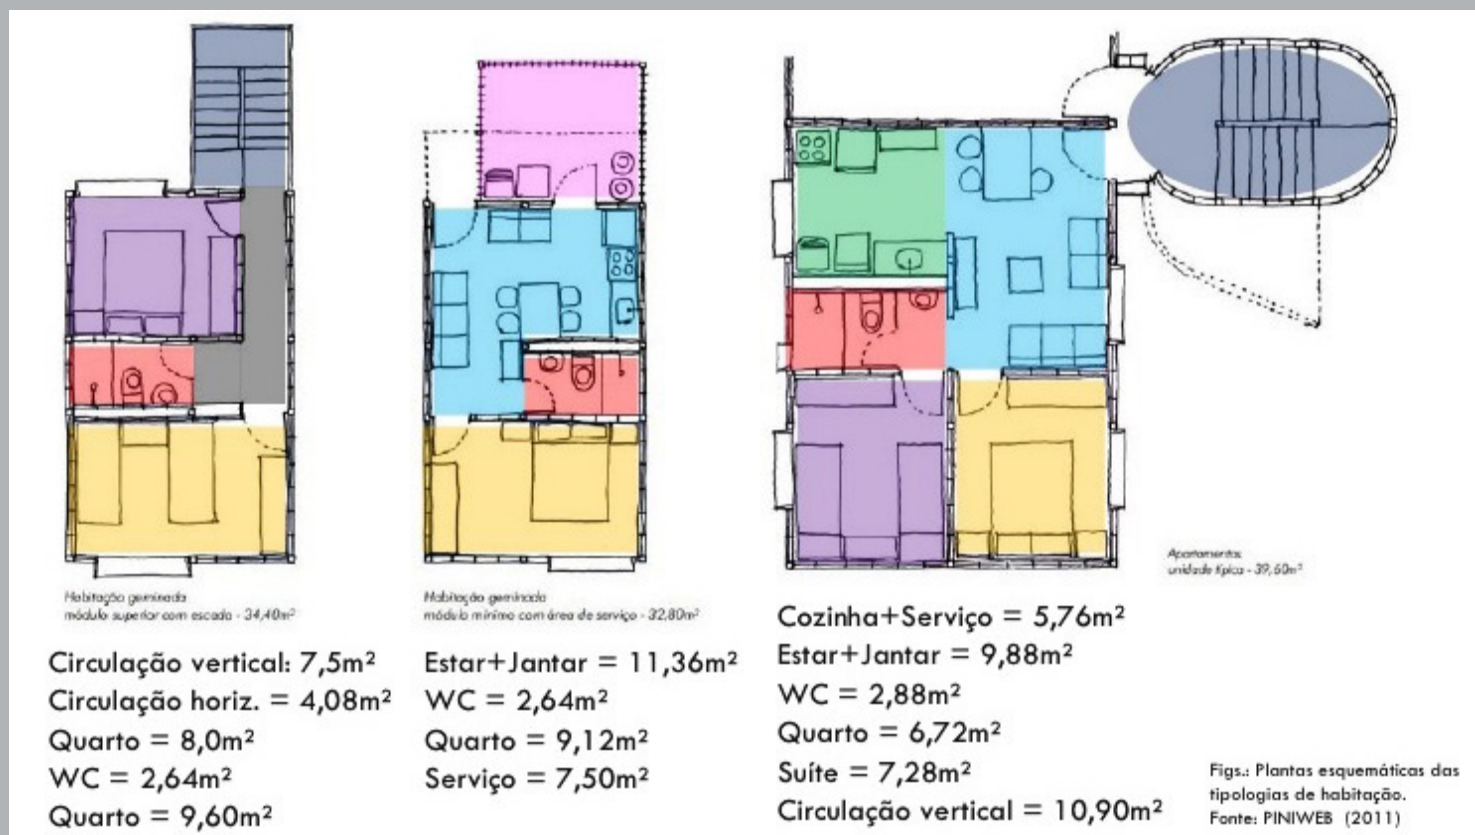 Habitação geminada
módulo superior com escada - 34,40m²
Circulação vertical: 7,5m²
Circulação horiz. = 4,08m²
Quarto = 8,0m²
WC = 2,64m²
Quarto = 9,60m²
Habitação geminada
módulo mínimo com área de serviço - 32,80m²
Estar+Jantar = 11,36m²
WC = 2,64m²
Quarto = 9,12m²
Serviço = 7,50m²
Apartamentos
unidade típica - 39,60m²
Cozinha+Serviço = 5,76m²
Estar+Jantar = 9,88m²
WC = 2,88m²
Quarto = 6,72m²
Suíte = 7,28m²
Circulação vertical = 10,90m²
Figs.: Plantas esquemáticas das
tipologias de habitação.
Fonte: PINIWEB (2011)